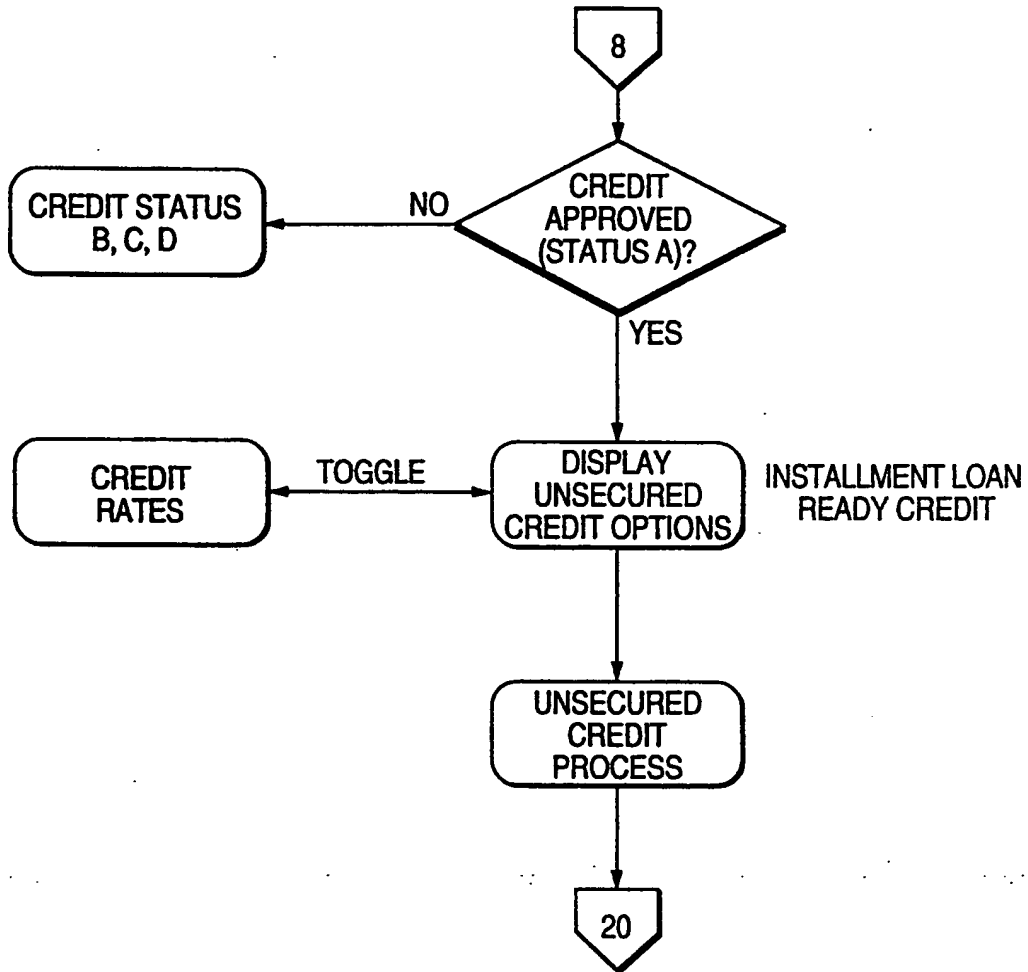 8
CREDIT
APPROVED
(STATUS A)?
NO
CREDIT STATUS
B, C, D
YES
CREDIT
RATES
TOGGLE
DISPLAY
UNSECURED
CREDIT OPTIONS
INSTALLMENT LOAN
READY CREDIT
UNSECURED
CREDIT
PROCESS
20